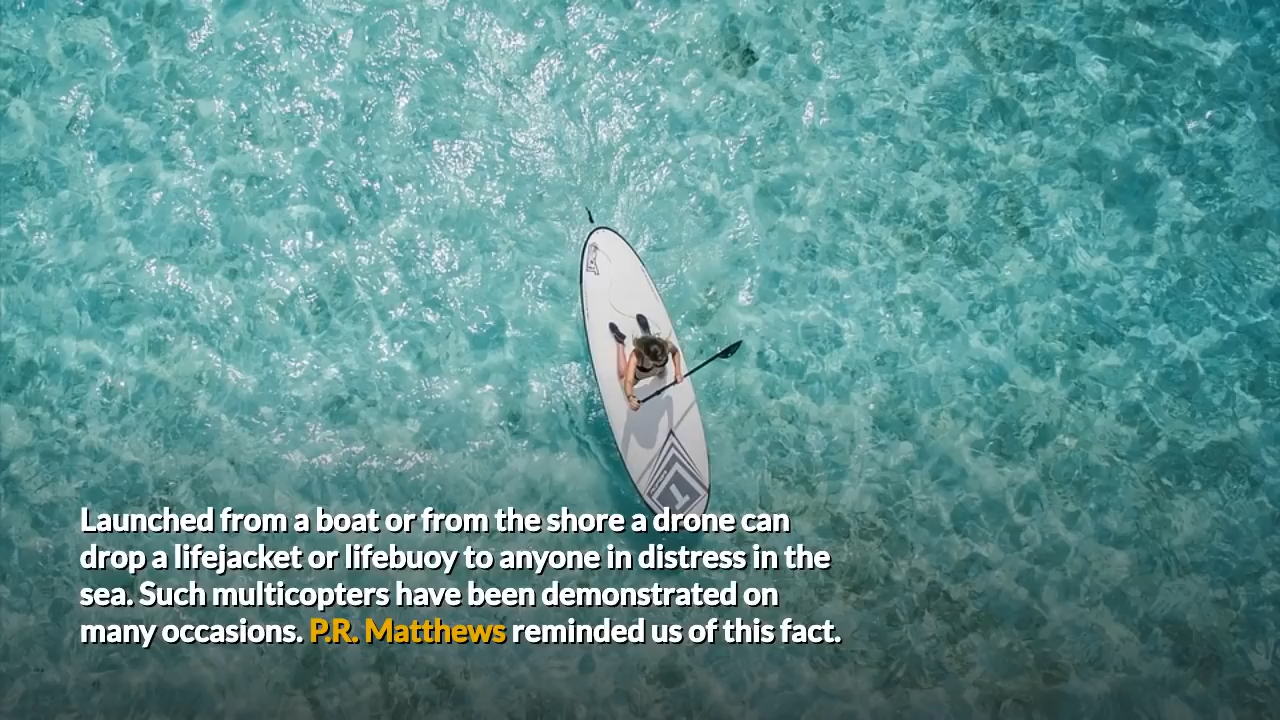 Launched from a boat or from the shore a drone can
drop a lifejacket or lifebuoy to anyone in distress in the
sea. Such multicopters have been demonstrated on
many occasions. P.R. Matthews reminded us of this fact.